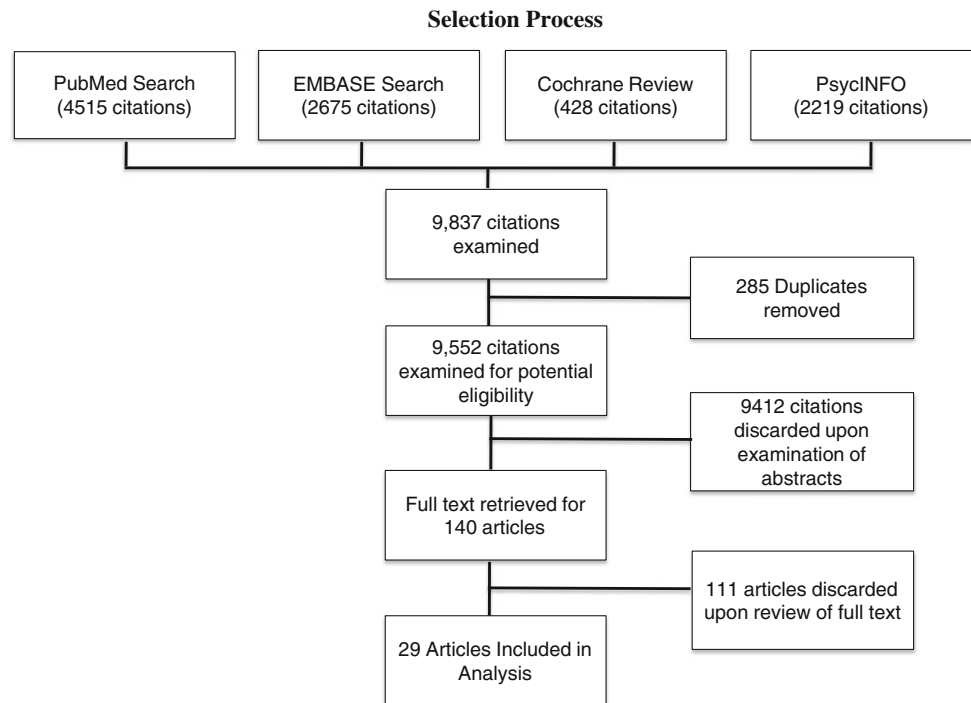 Selection Process
PubMed Search
(4515 citations)
EMBASE Search
(2675 citations)
Cochrane Review
(428 citations)
PsycINFO
(2219 citations)
9,837 citations
examined
285 Duplicates
removed
9,552 citations
examined for potential
eligibility
9412 citations
discarded upon
examination of
abstracts
Full text retrieved for
140 articles
111 articles discarded
upon review of full text
29 Articles Included in
Analysis